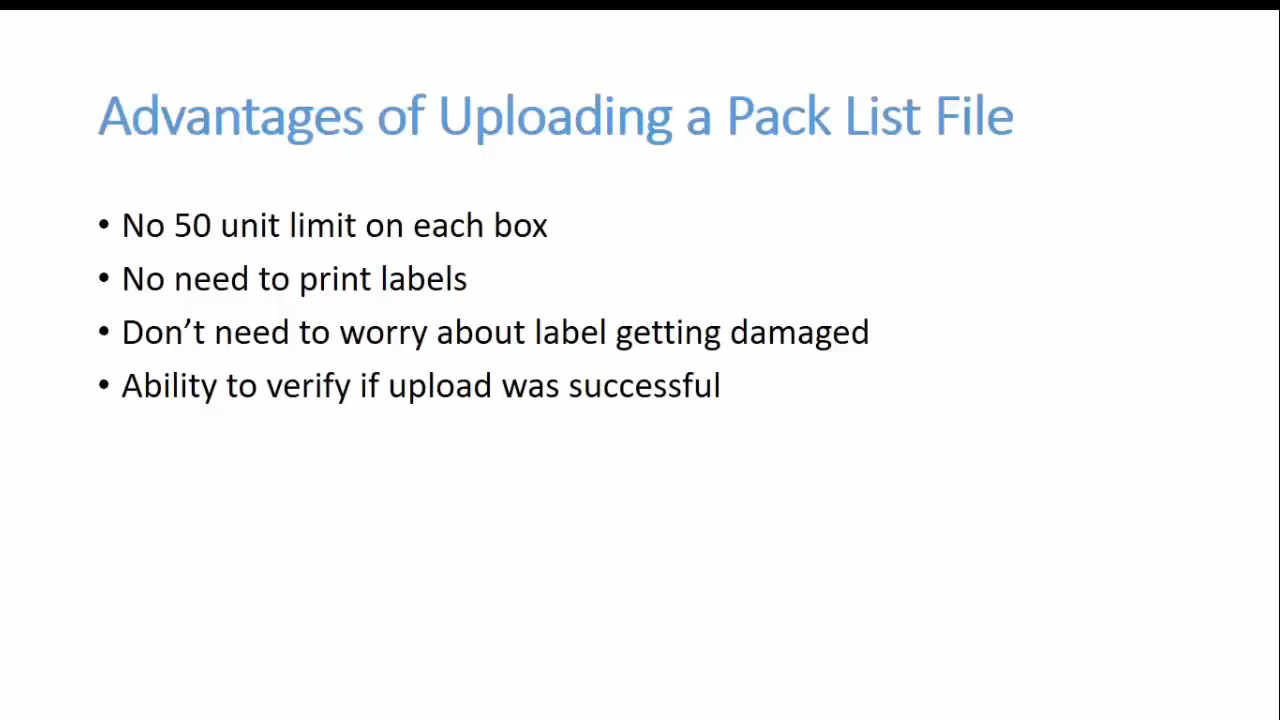 Advantages of Uploading a Pack List File
• No 50 unit limit on each box
• No need to print labels
• Don’t need to worry about label getting damaged
• Ability to verify if upload was successful